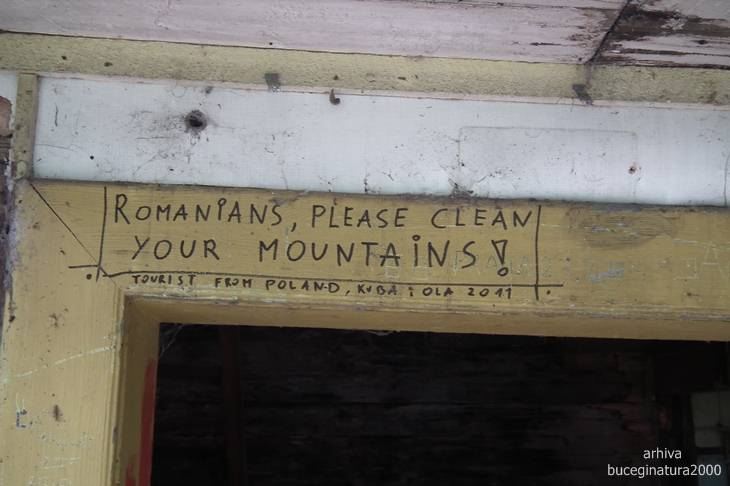 ROMANiANS, PLEASE CLEAN
YOUR MOUNTAiNS!
TOURIST FROM POLAND, KUBA i OLA 2011
arhiva
buceginatura2000